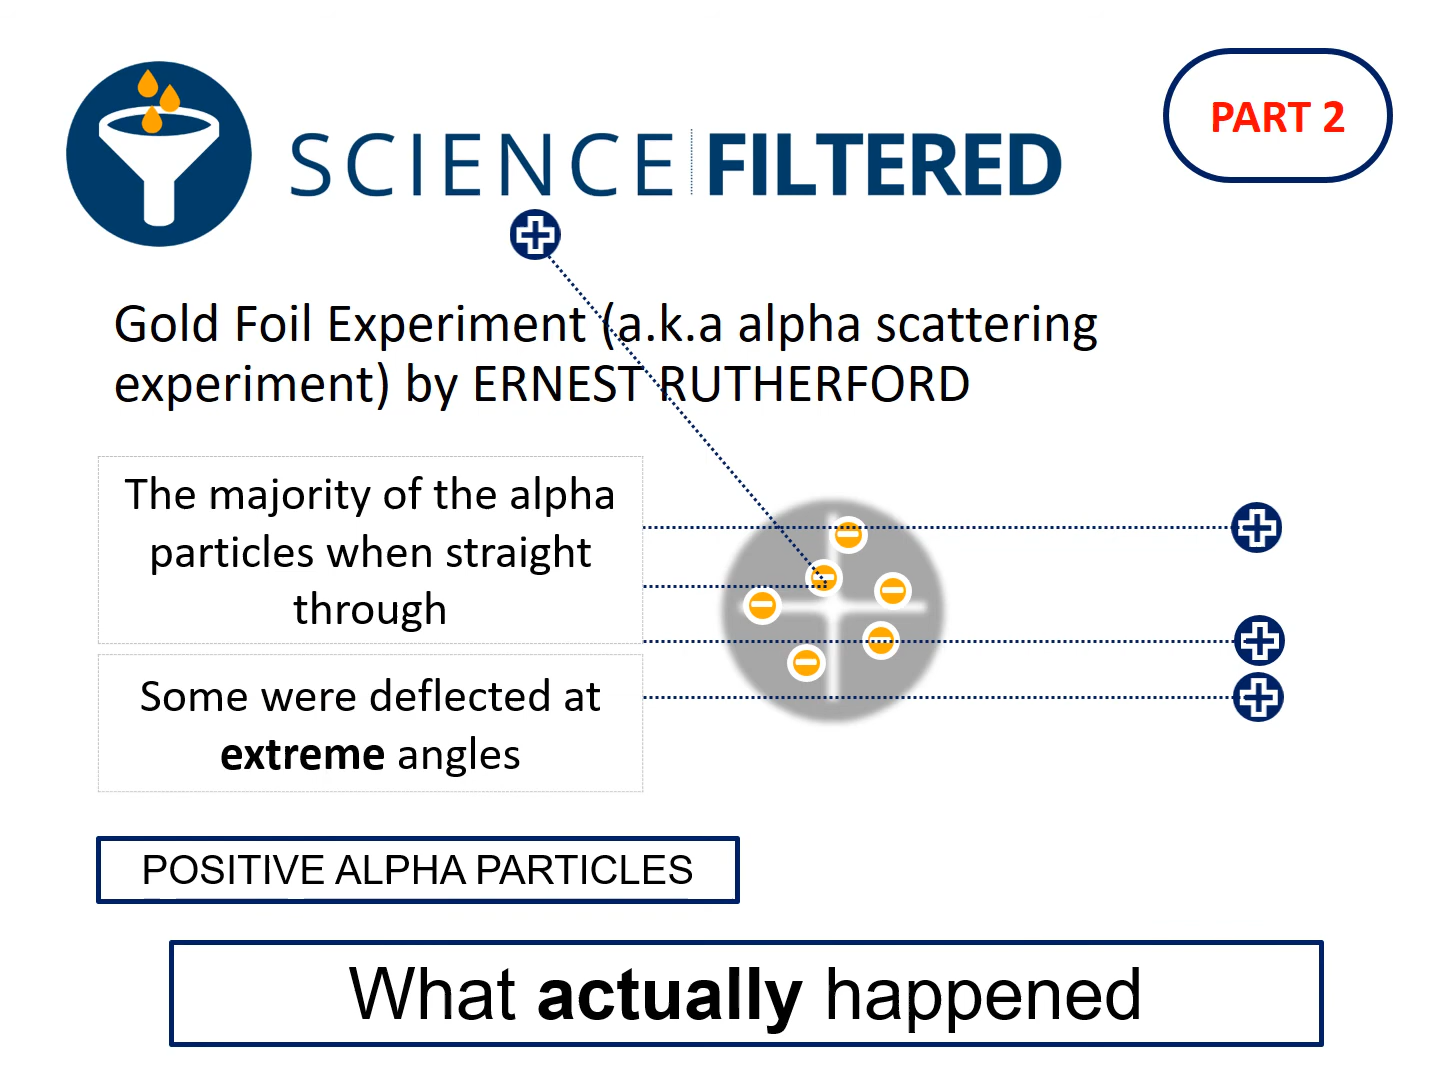 PART 2
SCIENCE FILTERED
Gold Foil Experiment (a.k.a alpha scattering
experiment) by ERNEST RUTHERFORD
The majority of the alpha
particles when straight
through
Some were deflected at
extreme angles
POSITIVE ALPHA PARTICLES
What actually happened